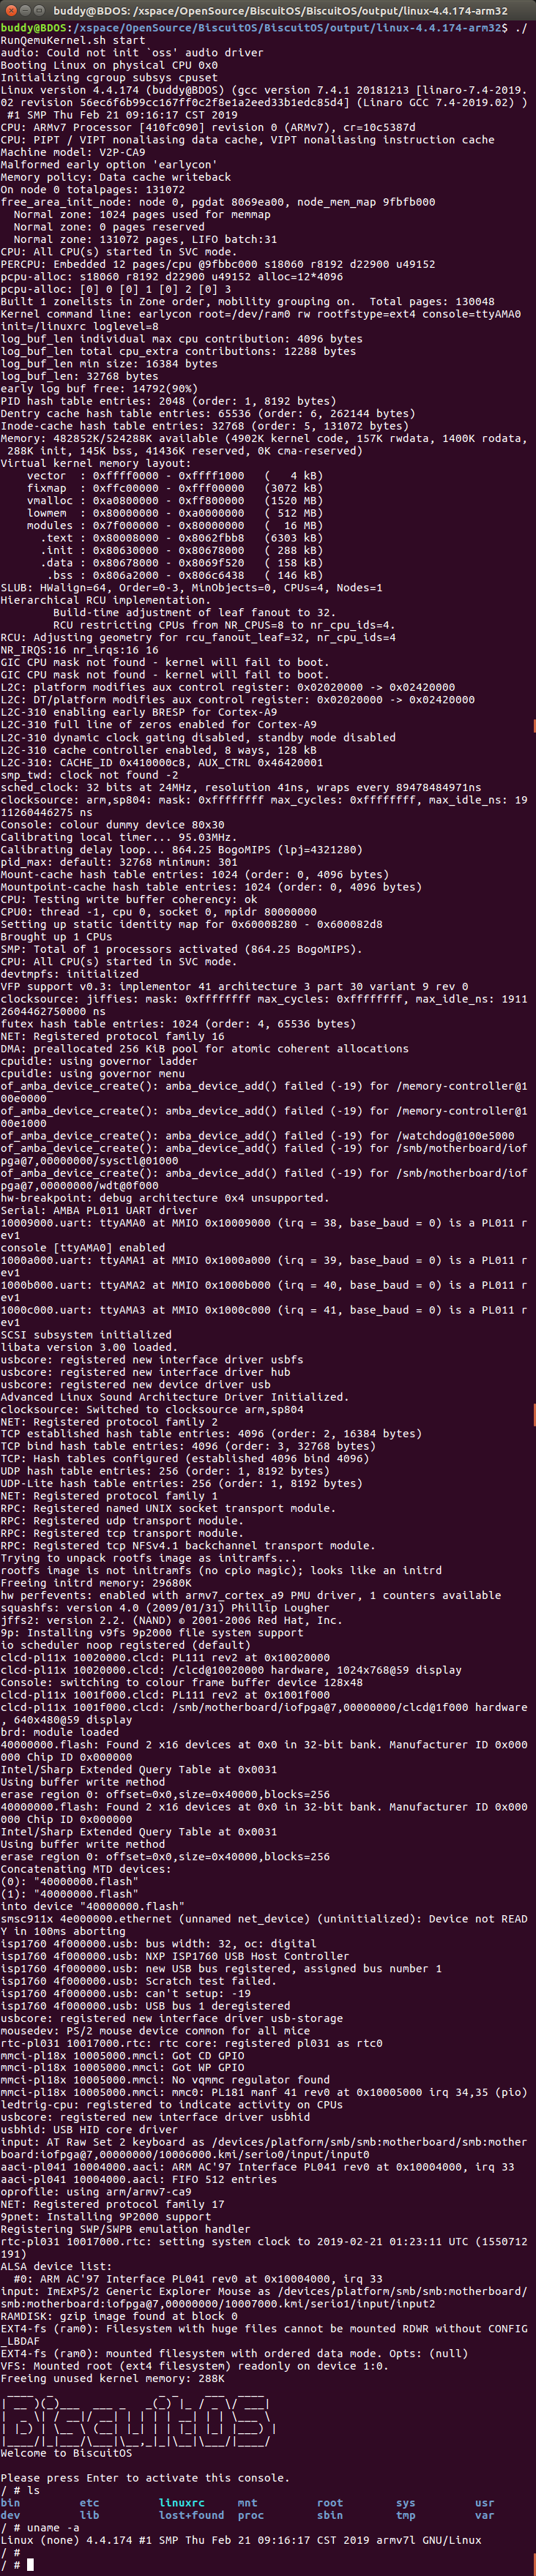 buddy@BDOS: /xspace/OpenSource/BiscuitOS/BiscuitOS/output/linux-4.4.174-arm32
buddy@BDOS:/xspace/OpenSource/BiscuitOS/BiscuitOS/output/linux-4.4.174-arm32$ ./
RunQemuKernel.sh start
audio: Could not init `oss' audio driver
Booting Linux on physical CPU 0x0
Initializing cgroup subsys cpuset
Linux version 4.4.174 (buddy@BDOS) (gcc version 7.4.1 20181213 [linaro-7.4-2019.
02 revision 56ec6f6b99cc167ff0c2f8e1a2eed33b1edc85d4] (Linaro GCC 7.4-2019.02) )
 #1 SMP Thu Feb 21 09:16:17 CST 2019
CPU: ARMv7 Processor [410fc090] revision 0 (ARMv7), cr=10c5387d
CPU: PIPT / VIPT nonaliasing data cache, VIPT nonaliasing instruction cache
Machine model: V2P-CA9
Malformed early option 'earlycon'
Memory policy: Data cache writeback
On node 0 totalpages: 131072
free_area_init_node: node 0, pgdat 8069ea00, node_mem_map 9fbfb000
  Normal zone: 1024 pages used for memmap
  Normal zone: 0 pages reserved
  Normal zone: 131072 pages, LIFO batch:31
CPU: All CPU(s) started in SVC mode.
PERCPU: Embedded 12 pages/cpu @9fbbc000 s18060 r8192 d22900 u49152
pcpu-alloc: s18060 r8192 d22900 u49152 alloc=12*4096
pcpu-alloc: [0] 0 [0] 1 [0] 2 [0] 3
Built 1 zonelists in Zone order, mobility grouping on.  Total pages: 130048
Kernel command line: earlycon root=/dev/ram0 rw rootfstype=ext4 console=ttyAMA0
init=/linuxrc loglevel=8
log_buf_len individual max cpu contribution: 4096 bytes
log_buf_len total cpu_extra contributions: 12288 bytes
log_buf_len min size: 16384 bytes
log_buf_len: 32768 bytes
early log buf free: 14792(90%)
PID hash table entries: 2048 (order: 1, 8192 bytes)
Dentry cache hash table entries: 65536 (order: 6, 262144 bytes)
Inode-cache hash table entries: 32768 (order: 5, 131072 bytes)
Memory: 482852K/524288K available (4902K kernel code, 157K rwdata, 1400K rodata,
 288K init, 145K bss, 41436K reserved, 0K cma-reserved)
Virtual kernel memory layout:
    vector  : 0xffff0000 - 0xffff1000   (   4 kB)
    fixmap  : 0xffc00000 - 0xfff00000   (3072 kB)
    vmalloc : 0xa0800000 - 0xff800000   (1520 MB)
    lowmem  : 0x80000000 - 0xa0000000   ( 512 MB)
    modules : 0x7f000000 - 0x80000000   (  16 MB)
      .text : 0x80008000 - 0x8062fbb8   (6303 kB)
      .init : 0x80630000 - 0x80678000   ( 288 kB)
      .data : 0x80678000 - 0x8069f520   ( 158 kB)
       .bss : 0x806a2000 - 0x806c6438   ( 146 kB)
SLUB: HWalign=64, Order=0-3, MinObjects=0, CPUs=4, Nodes=1
Hierarchical RCU implementation.
        Build-time adjustment of leaf fanout to 32.
        RCU restricting CPUs from NR_CPUS=8 to nr_cpu_ids=4.
RCU: Adjusting geometry for rcu_fanout_leaf=32, nr_cpu_ids=4
NR_IRQS:16 nr_irqs:16 16
GIC CPU mask not found - kernel will fail to boot.
GIC CPU mask not found - kernel will fail to boot.
L2C: platform modifies aux control register: 0x02020000 -> 0x02420000
L2C: DT/platform modifies aux control register: 0x02020000 -> 0x02420000
L2C-310 enabling early BRESP for Cortex-A9
L2C-310 full line of zeros enabled for Cortex-A9
L2C-310 dynamic clock gating disabled, standby mode disabled
L2C-310 cache controller enabled, 8 ways, 128 kB
L2C-310: CACHE_ID 0x410000c8, AUX_CTRL 0x46420001
smp_twd: clock not found -2
sched_clock: 32 bits at 24MHz, resolution 41ns, wraps every 89478484971ns
clocksource: arm,sp804: mask: 0xffffffff max_cycles: 0xffffffff, max_idle_ns: 19
11260446275 ns
Console: colour dummy device 80x30
Calibrating local timer... 95.03MHz.
Calibrating delay loop... 864.25 BogoMIPS (lpj=4321280)
pid_max: default: 32768 minimum: 301
Mount-cache hash table entries: 1024 (order: 0, 4096 bytes)
Mountpoint-cache hash table entries: 1024 (order: 0, 4096 bytes)
CPU: Testing write buffer coherency: ok
CPU0: thread -1, cpu 0, socket 0, mpidr 80000000
Setting up static identity map for 0x60008280 - 0x600082d8
Brought up 1 CPUs
SMP: Total of 1 processors activated (864.25 BogoMIPS).
CPU: All CPU(s) started in SVC mode.
devtmpfs: initialized
VFP support v0.3: implementor 41 architecture 3 part 30 variant 9 rev 0
clocksource: jiffies: mask: 0xffffffff max_cycles: 0xffffffff, max_idle_ns: 1911
2604462750000 ns
futex hash table entries: 1024 (order: 4, 65536 bytes)
NET: Registered protocol family 16
DMA: preallocated 256 KiB pool for atomic coherent allocations
cpuidle: using governor ladder
cpuidle: using governor menu
of_amba_device_create(): amba_device_add() failed (-19) for /memory-controller@1
00e0000
of_amba_device_create(): amba_device_add() failed (-19) for /memory-controller@1
00e1000
of_amba_device_create(): amba_device_add() failed (-19) for /watchdog@100e5000
of_amba_device_create(): amba_device_add() failed (-19) for /smb/motherboard/iof
pga@7,00000000/sysctl@01000
of_amba_device_create(): amba_device_add() failed (-19) for /smb/motherboard/iof
pga@7,00000000/wdt@0f000
hw-breakpoint: debug architecture 0x4 unsupported.
Serial: AMBA PL011 UART driver
10009000.uart: ttyAMA0 at MMIO 0x10009000 (irq = 38, base_baud = 0) is a PL011 r
ev1
console [ttyAMA0] enabled
1000a000.uart: ttyAMA1 at MMIO 0x1000a000 (irq = 39, base_baud = 0) is a PL011 r
ev1
1000b000.uart: ttyAMA2 at MMIO 0x1000b000 (irq = 40, base_baud = 0) is a PL011 r
ev1
1000c000.uart: ttyAMA3 at MMIO 0x1000c000 (irq = 41, base_baud = 0) is a PL011 r
ev1
SCSI subsystem initialized
libata version 3.00 loaded.
usbcore: registered new interface driver usbfs
usbcore: registered new interface driver hub
usbcore: registered new device driver usb
Advanced Linux Sound Architecture Driver Initialized.
clocksource: Switched to clocksource arm,sp804
NET: Registered protocol family 2
TCP established hash table entries: 4096 (order: 2, 16384 bytes)
TCP bind hash table entries: 4096 (order: 3, 32768 bytes)
TCP: Hash tables configured (established 4096 bind 4096)
UDP hash table entries: 256 (order: 1, 8192 bytes)
UDP-Lite hash table entries: 256 (order: 1, 8192 bytes)
NET: Registered protocol family 1
RPC: Registered named UNIX socket transport module.
RPC: Registered udp transport module.
RPC: Registered tcp transport module.
RPC: Registered tcp NFSv4.1 backchannel transport module.
Trying to unpack rootfs image as initramfs...
rootfs image is not initramfs (no cpio magic); looks like an initrd
Freeing initrd memory: 29680K
hw perfevents: enabled with armv7_cortex_a9 PMU driver, 1 counters available
squashfs: version 4.0 (2009/01/31) Phillip Lougher
jffs2: version 2.2. (NAND) © 2001-2006 Red Hat, Inc.
9p: Installing v9fs 9p2000 file system support
io scheduler noop registered (default)
clcd-pl11x 10020000.clcd: PL111 rev2 at 0x10020000
clcd-pl11x 10020000.clcd: /clcd@10020000 hardware, 1024x768@59 display
Console: switching to colour frame buffer device 128x48
clcd-pl11x 1001f000.clcd: PL111 rev2 at 0x1001f000
clcd-pl11x 1001f000.clcd: /smb/motherboard/iofpga@7,00000000/clcd@1f000 hardware
, 640x480@59 display
brd: module loaded
40000000.flash: Found 2 x16 devices at 0x0 in 32-bit bank. Manufacturer ID 0x000
000 Chip ID 0x000000
Intel/Sharp Extended Query Table at 0x0031
Using buffer write method
erase region 0: offset=0x0,size=0x40000,blocks=256
40000000.flash: Found 2 x16 devices at 0x0 in 32-bit bank. Manufacturer ID 0x000
000 Chip ID 0x000000
Intel/Sharp Extended Query Table at 0x0031
Using buffer write method
erase region 0: offset=0x0,size=0x40000,blocks=256
Concatenating MTD devices:
(0): "40000000.flash"
(1): "40000000.flash"
into device "40000000.flash"
smsc911x 4e000000.ethernet (unnamed net_device) (uninitialized): Device not READ
Y in 100ms aborting
isp1760 4f000000.usb: bus width: 32, oc: digital
isp1760 4f000000.usb: NXP ISP1760 USB Host Controller
isp1760 4f000000.usb: new USB bus registered, assigned bus number 1
isp1760 4f000000.usb: Scratch test failed.
isp1760 4f000000.usb: can't setup: -19
isp1760 4f000000.usb: USB bus 1 deregistered
usbcore: registered new interface driver usb-storage
mousedev: PS/2 mouse device common for all mice
rtc-pl031 10017000.rtc: rtc core: registered pl031 as rtc0
mmci-pl18x 10005000.mmci: Got CD GPIO
mmci-pl18x 10005000.mmci: Got WP GPIO
mmci-pl18x 10005000.mmci: No vqmmc regulator found
mmci-pl18x 10005000.mmci: mmc0: PL181 manf 41 rev0 at 0x10005000 irq 34,35 (pio)
ledtrig-cpu: registered to indicate activity on CPUs
usbcore: registered new interface driver usbhid
usbhid: USB HID core driver
input: AT Raw Set 2 keyboard as /devices/platform/smb/smb:motherboard/smb:mother
board:iofpga@7,00000000/10006000.kmi/serio0/input/input0
aaci-pl041 10004000.aaci: ARM AC'97 Interface PL041 rev0 at 0x10004000, irq 33
aaci-pl041 10004000.aaci: FIFO 512 entries
oprofile: using arm/armv7-ca9
NET: Registered protocol family 17
9pnet: Installing 9P2000 support
Registering SWP/SWPB emulation handler
rtc-pl031 10017000.rtc: setting system clock to 2019-02-21 01:23:11 UTC (1550712
191)
ALSA device list:
  #0: ARM AC'97 Interface PL041 rev0 at 0x10004000, irq 33
input: ImExPS/2 Generic Explorer Mouse as /devices/platform/smb/smb:motherboard/
smb:motherboard:iofpga@7,00000000/10007000.kmi/serio1/input/input2
RAMDISK: gzip image found at block 0
EXT4-fs (ram0): Filesystem with huge files cannot be mounted RDWR without CONFIG
_LBDAF
EXT4-fs (ram0): mounted filesystem with ordered data mode. Opts: (null)
VFS: Mounted root (ext4 filesystem) readonly on device 1:0.
Freeing unused kernel memory: 288K
BiscuitOS
Welcome to BiscuitOS
Please press Enter to activate this console.
/ # ls
bin         etc         linuxrc     mnt         root        sys         usr
dev         lib         lost+found  proc        sbin        tmp         var
/ # uname -a
Linux (none) 4.4.174 #1 SMP Thu Feb 21 09:16:17 CST 2019 armv7l GNU/Linux
/ #
/ #